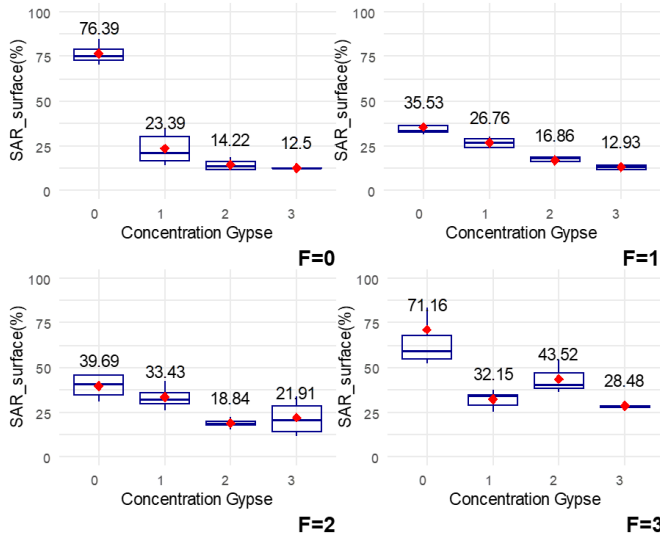 SAR_surface(%)
100
75
50
25
0
76.39
23.39
14.22
12.5
0 1 2 3
Concentration Gypse
F=0
SAR_surface(%)
100
75
50
25
0
35.53
26.76
16.86
12.93
0 1 2 3
Concentration Gypse
F=1
SAR_surface(%)
100
75
50
25
0
39.69
33.43
18.84
21.91
0 1 2 3
Concentration Gypse
F=2
SAR_surface(%)
100
75
50
25
0
71.16
32.15
43.52
28.48
0 1 2 3
Concentration Gypse
F=3